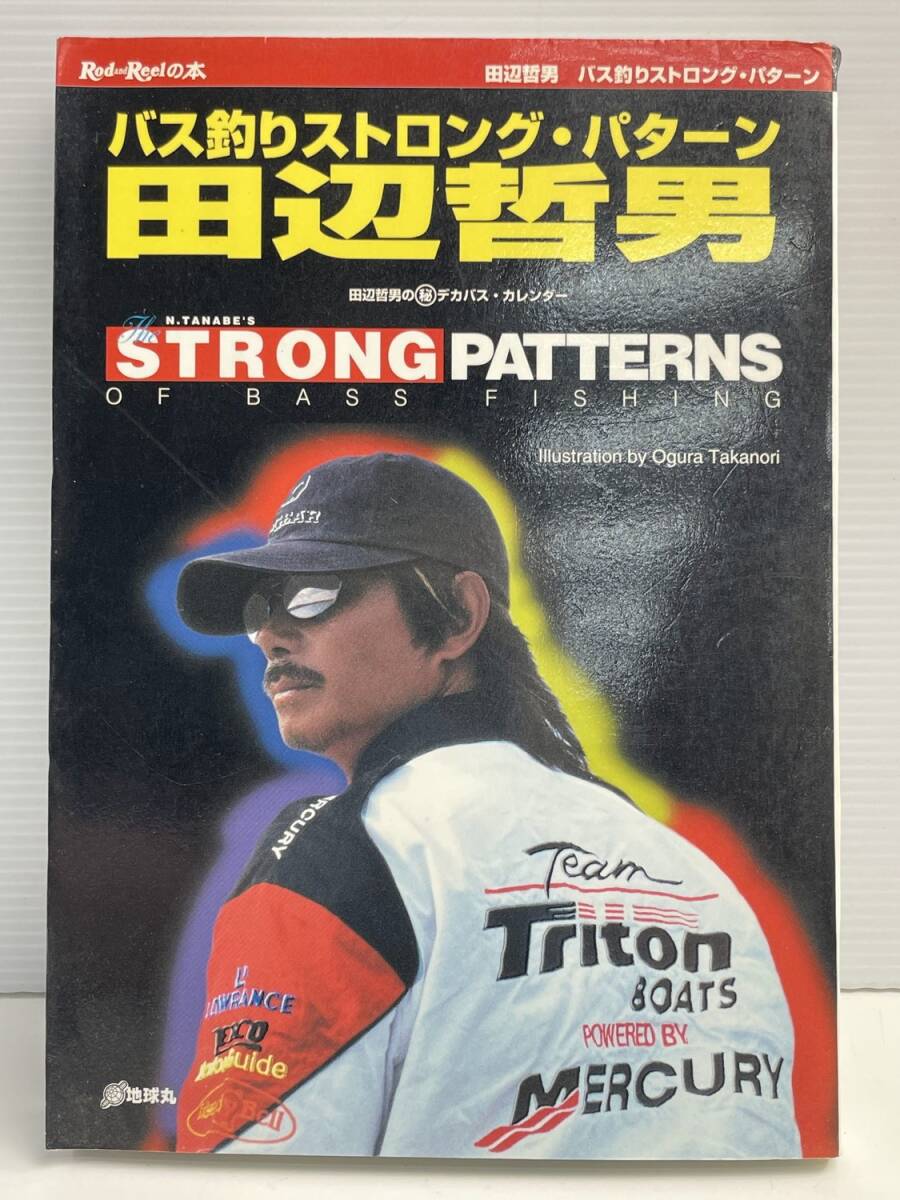 Rod and Reelの本
田辺哲男 バス釣りストロング・パターン
バス釣りストロング・パターン
田辺哲男
田辺哲男の㊙デカバス・カレンダー
The N.TANABE'S
STRONG PATTERNS
OF BASS FISHING
Illustration by Ogura Takanori
MERCURY
Team
Triton
BOATS
POWERED BY
MERCURY
LOWRANCE
Bell
地球丸